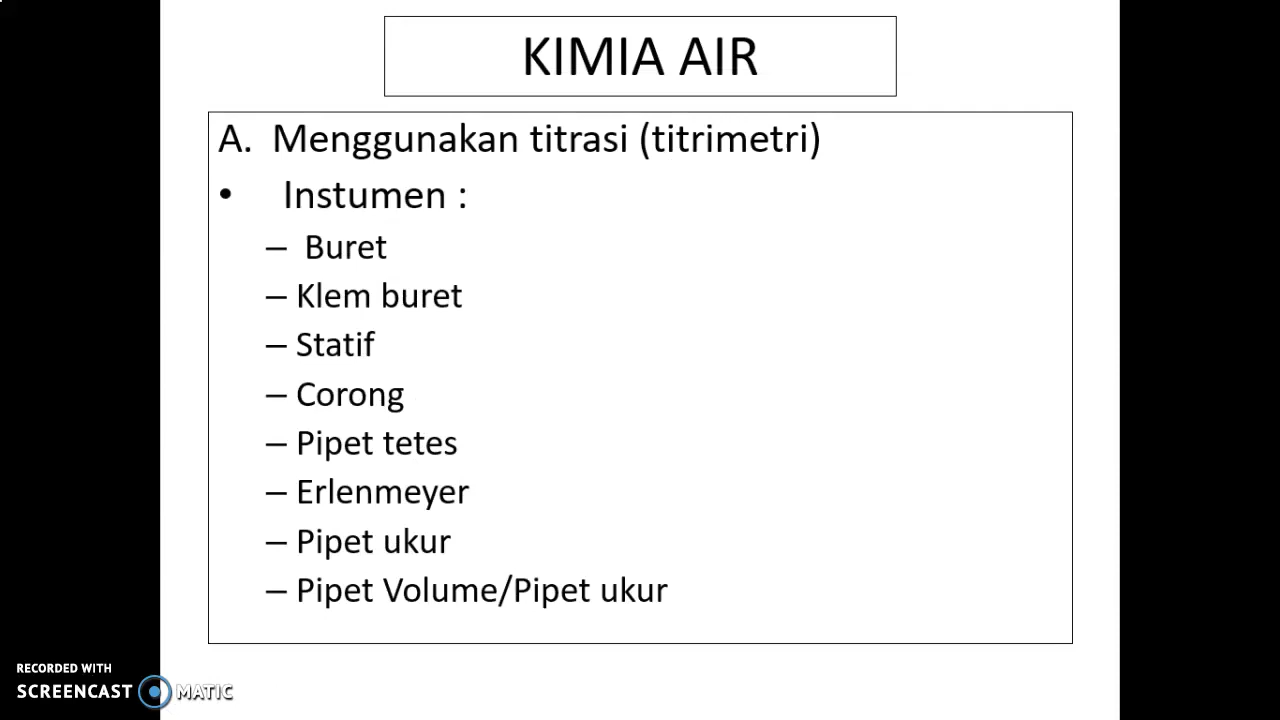 KIMIA AIR
A. Menggunakan titrasi (titrimetri)
• Instumen :
– Buret
– Klem buret
– Statif
– Corong
– Pipet tetes
– Erlenmeyer
– Pipet ukur
– Pipet Volume/Pipet ukur
RECORDED WITH
SCREENCAST MATIC